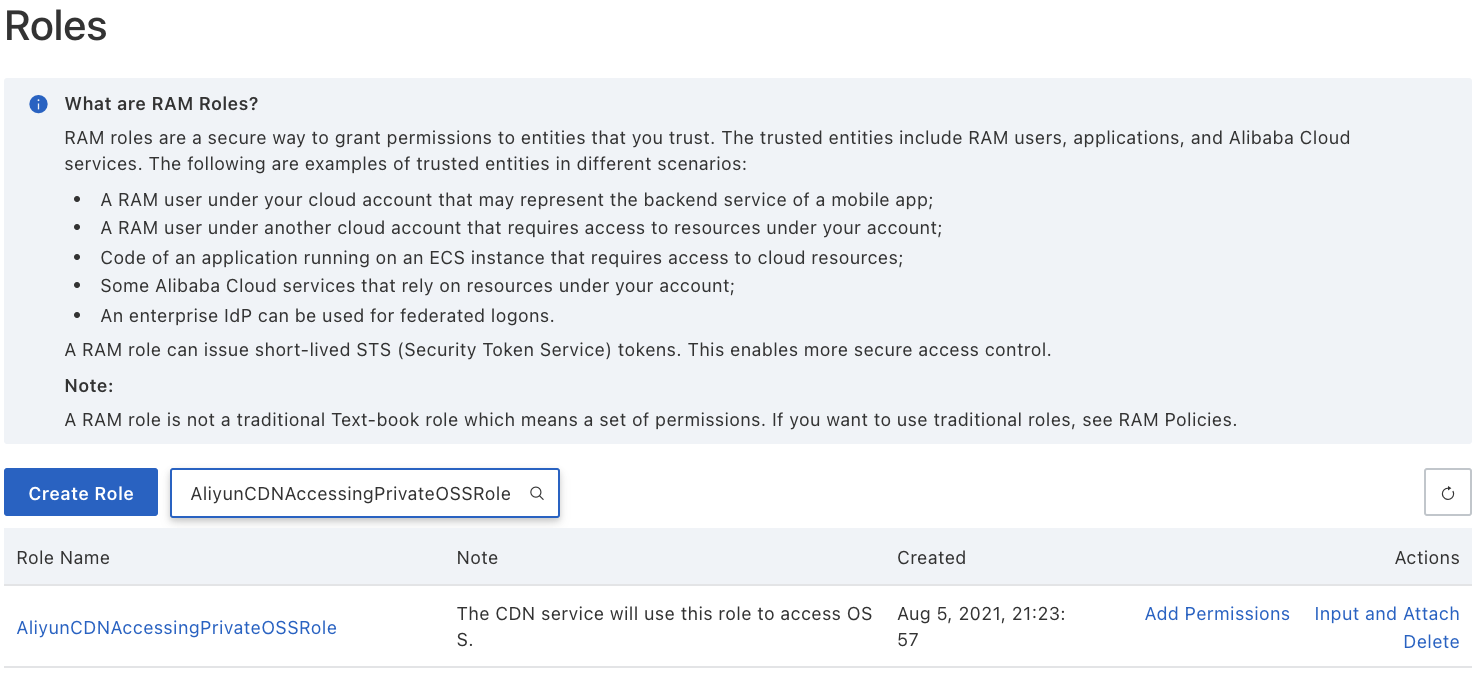 Roles
What are RAM Roles?
RAM roles are a secure way to grant permissions to entities that you trust. The trusted entities include RAM users, applications, and Alibaba Cloud
services. The following are examples of trusted entities in different scenarios:
• A RAM user under your cloud account that may represent the backend service of a mobile app;
• A RAM user under another cloud account that requires access to resources under your account;
• Code of an application running on an ECS instance that requires access to cloud resources;
• Some Alibaba Cloud services that rely on resources under your account;
• An enterprise IdP can be used for federated logons.
A RAM role can issue short-lived STS (Security Token Service) tokens. This enables more secure access control.
Note:
A RAM role is not a traditional Text-book role which means a set of permissions. If you want to use traditional roles, see RAM Policies.
Create Role AliyunCDNAccessingPrivateOSSRole
Role Name Note Created Actions
AliyunCDNAccessingPrivateOSSRole
The CDN service will use this role to access OS
S.
Aug 5, 2021, 21:23:
57
Add Permissions Input and Attach
Delete